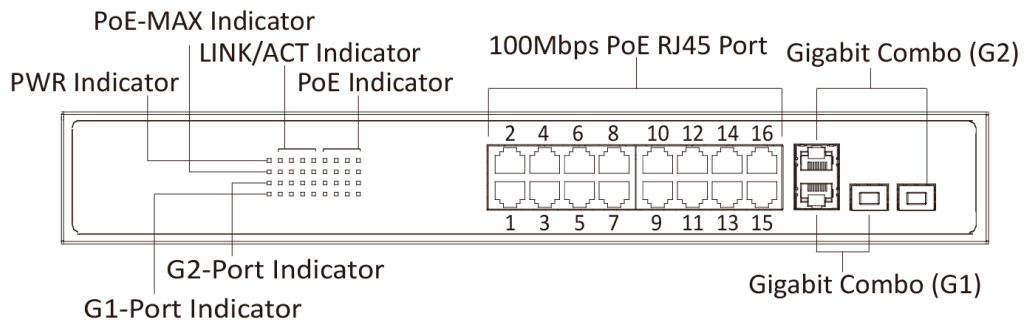 PoE-MAX Indicator
LINK/ACT Indicator
100Mbps PoE RJ45 Port
Gigabit Combo (G2)
PWR Indicator
PoE Indicator
2 4 6 8 10 12 14 16
1 3 5 7 9 11 13 15
G2-Port Indicator
Gigabit Combo (G1)
G1-Port Indicator